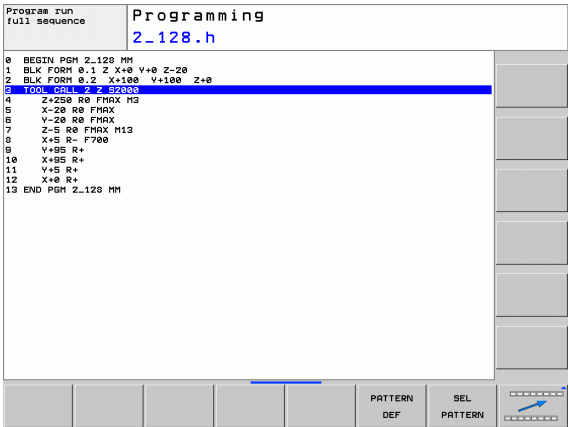 Program run
full sequence
Programming
2_128.h
0 BEGIN PGM 2_128 MM
1 BLK FORM 0.1 Z X+0 Y+0 Z-20
2 BLK FORM 0.2 X+100 Y+100 Z+0
3 TOOL CALL 2 Z S2000
4 Z+250 R0 FMAX M3
5 X-20 R0 FMAX
6 Y-20 R0 FMAX
7 Z-5 R0 FMAX M13
8 X+5 R- F700
9 Y+95 R+
10 X+95 R+
11 Y+5 R+
12 X+0 R+
13 END PGM 2_128 MM
PATTERN DEF
SEL PATTERN